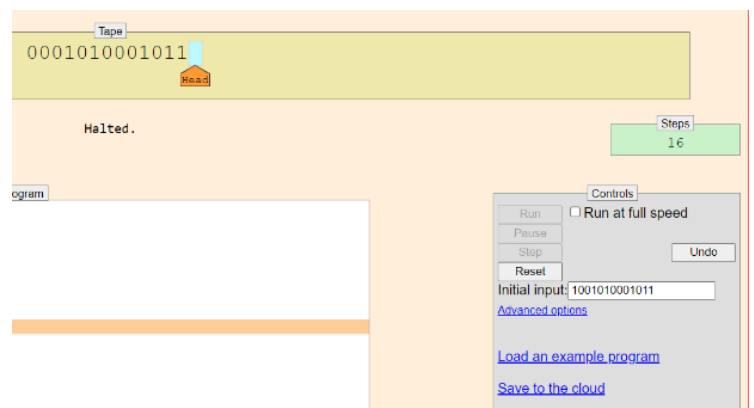 Tape
0001010001011
Head
Halted.
Steps
16
ogram
Controls
Run
Run at full speed
Pause
Step
Undo
Reset
Initial input: 1001010001011
Advanced options
Load an example program
Save to the cloud